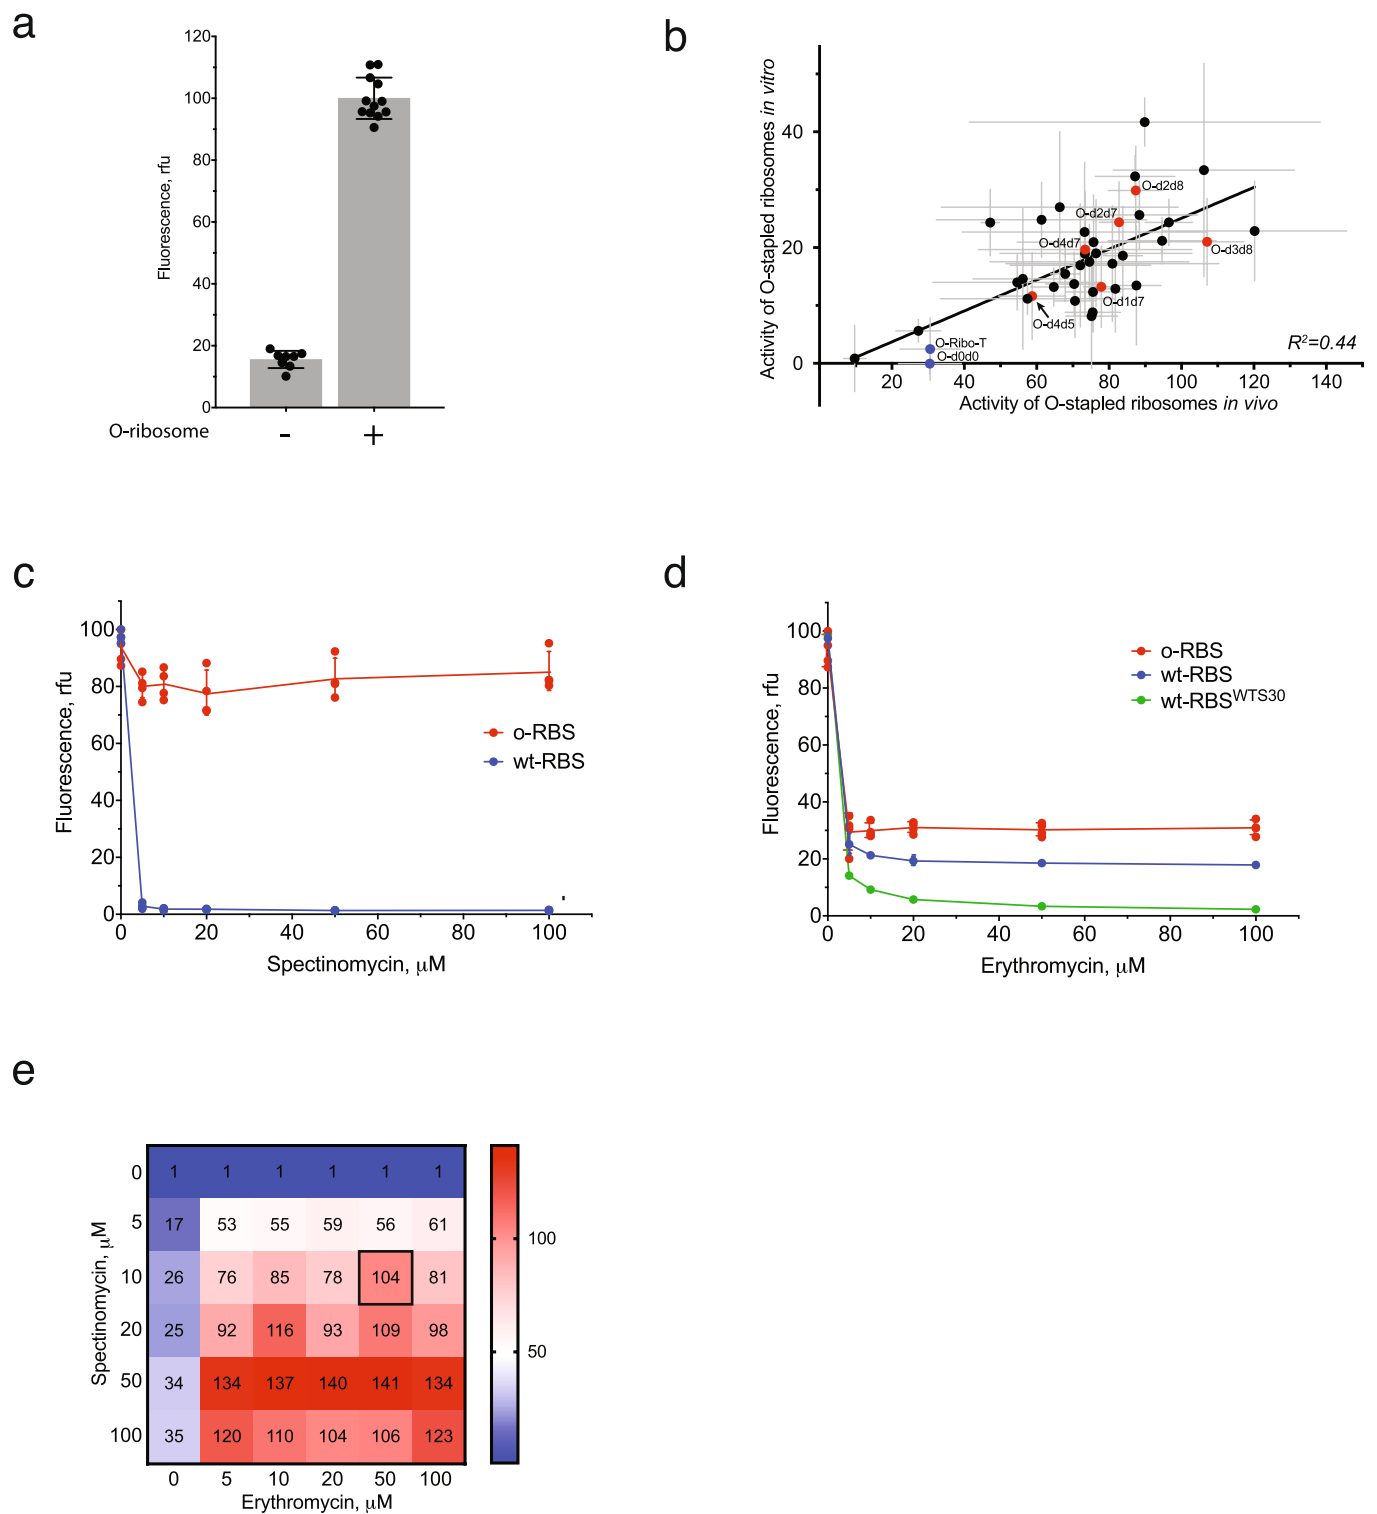 a
120
100
80
60
40
20
0
Fluorescence, rfu
O-ribosome - +
b
Activity of O-stapled ribosomes in vitro
40
20
0
O-d2d8
O-d2d7
O-d4d7
O-d3d8
O-d1d7
O-d4d5
O-Ribo-T
O-d0d0
R²=0.44
20 40 60 80 100 120 140
Activity of O-stapled ribosomes in vivo
c
100
80
60
40
20
0
Fluorescence, rfu
o-RBS
wt-RBS
0 20 40 60 80 100
Spectinomycin, μM
d
100
80
60
40
20
0
Fluorescence, rfu
o-RBS
wt-RBS
wt-RBS^WTS30
0 20 40 60 80 100
Erythromycin, μM
e
Spectinomycin, μM
0 1 1 1 1 1 1
5 17 53 55 59 56 61
10 26 76 85 78 104 81
20 25 92 116 93 109 98
50 34 134 137 140 141 134
100 35 120 110 104 106 123
0 5 10 20 50 100
Erythromycin, μM
100
50